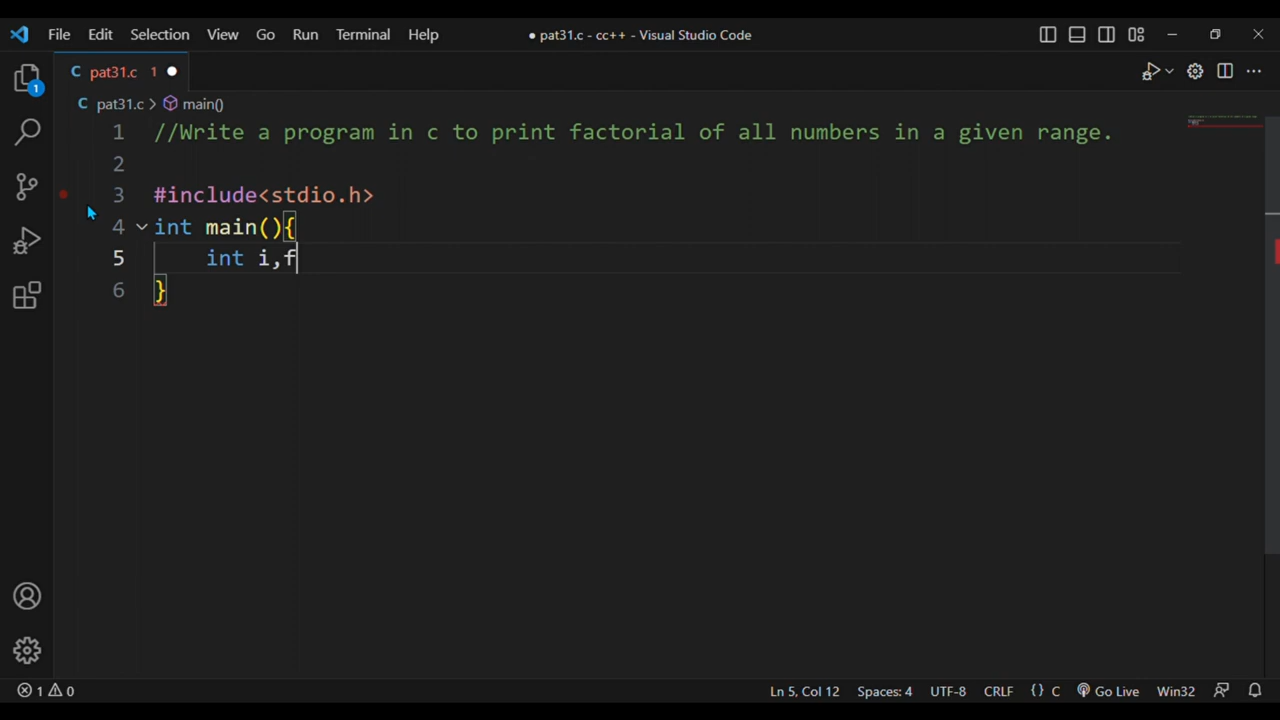 File Edit Selection View Go Run Terminal Help ● pat31.c - cc++ - Visual Studio Code
C pat31.c 1 ●
C pat31.c > main()
1 //Write a program in c to print factorial of all numbers in a given range.
2
3 #include<stdio.h>
4 int main(){
5 int i,f
6 }
1
1 0 Ln 5, Col 12 Spaces: 4 UTF-8 CRLF {} C Go Live Win32